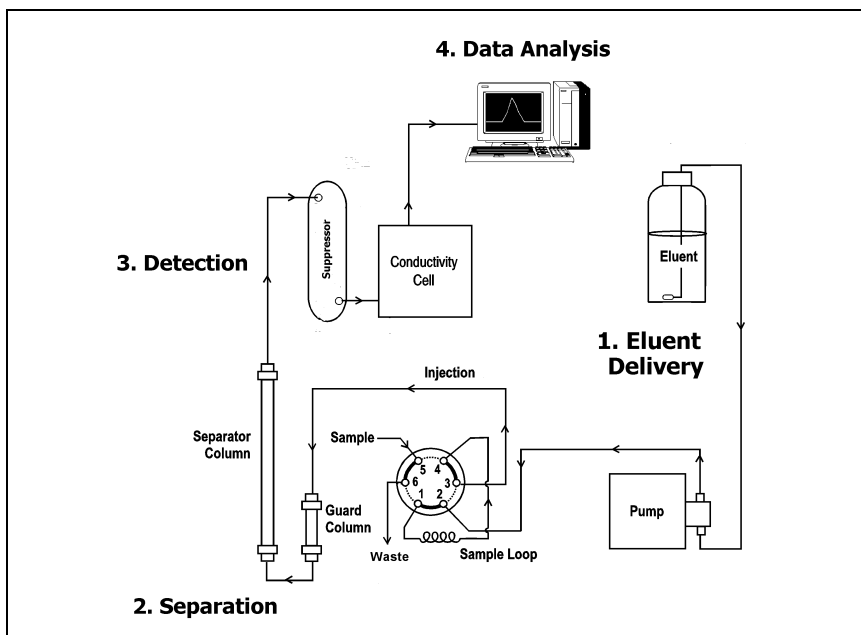 4. Data Analysis
Suppressor
3. Detection
Conductivity
Cell
Eluent
1. Eluent
Delivery
Injection
Separator
Column
Sample
5
4
6
3
1
2
Guard
Column
Waste
Sample Loop
Pump
2. Separation